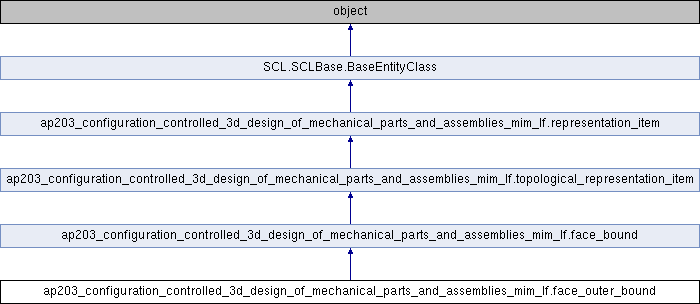 object
SCL.SCLBase.BaseEntityClass
ap203_configuration_controlled_3d_design_of_mechanical_parts_and_assemblies_mim_lf.representation_item
ap203_configuration_controlled_3d_design_of_mechanical_parts_and_assemblies_mim_lf.topological_representation_item
ap203_configuration_controlled_3d_design_of_mechanical_parts_and_assemblies_mim_lf.face_bound
ap203_configuration_controlled_3d_design_of_mechanical_parts_and_assemblies_mim_lf.face_outer_bound